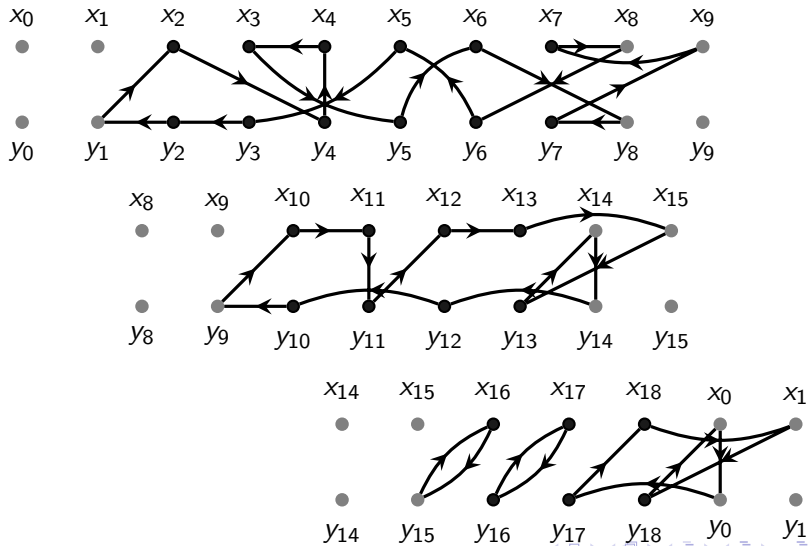 x₀ x₁ x₂ x₃ x₄ x₅ x₆ x₇ x₈ x₉
y₀ y₁ y₂ y₃ y₄ y₅ y₆ y₇ y₈ y₉
x₈ x₉ x₁₀ x₁₁ x₁₂ x₁₃ x₁₄ x₁₅
y₈ y₉ y₁₀ y₁₁ y₁₂ y₁₃ y₁₄ y₁₅
x₁₄ x₁₅ x₁₆ x₁₇ x₁₈ x₀ x₁
y₁₄ y₁₅ y₁₆ y₁₇ y₁₈ y₀ y₁